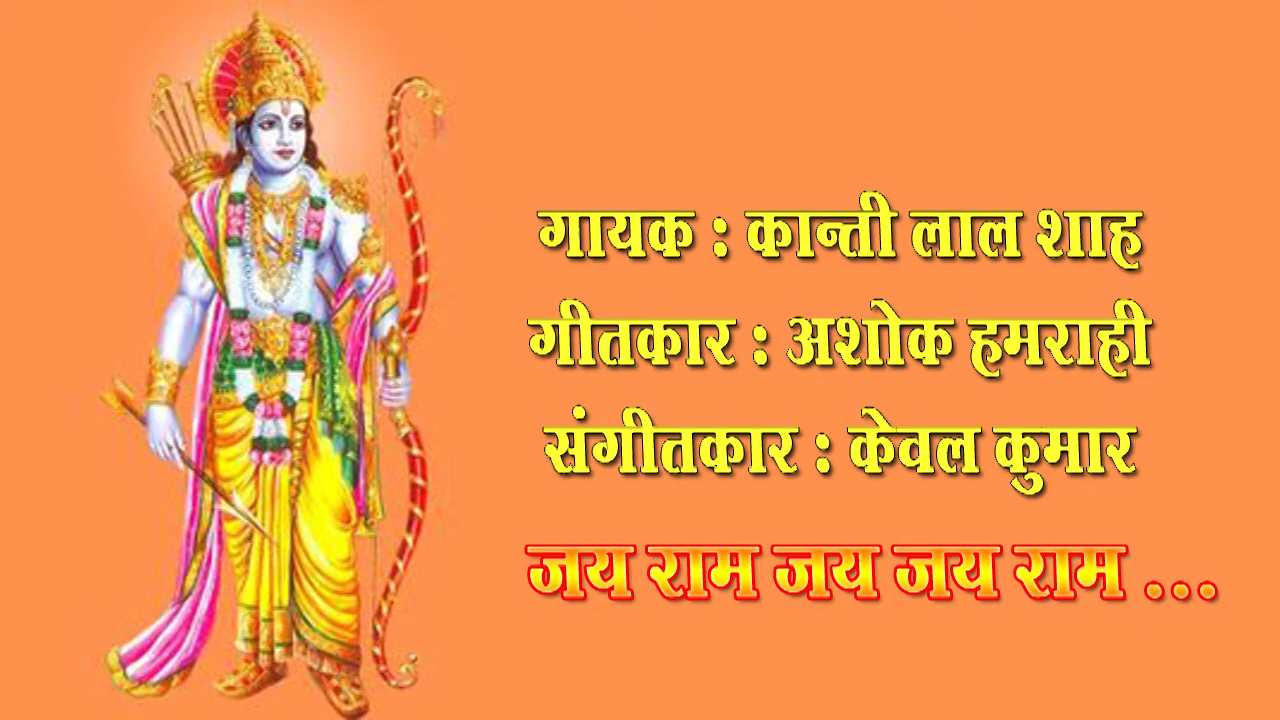 गायक : कान्ती लाल शाह
गीतकार : अशोक हमराही
संगीतकार : केवल कुमार
जय राम जय जय राम ...